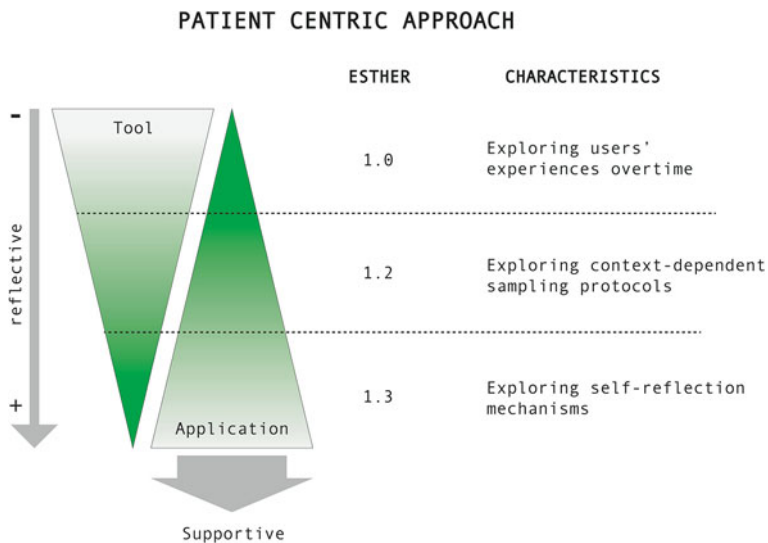 PATIENT CENTRIC APPROACH
ESTHER
CHARACTERISTICS
-
Tool
1.0
Exploring users'
experiences overtime
reflective
1.2
Exploring context-dependent
sampling protocols
+
1.3
Exploring self-reflection
mechanisms
Application
Supportive